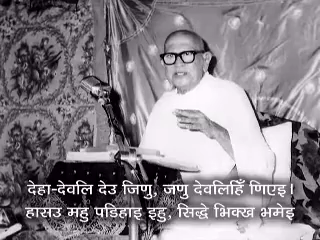 देहा-देवलि देउ जिणु, जणु देवलिहिँ णिएइ।
हासउ महु पडिहाइ इहु, सिद्धे भिक्ख भमेइ